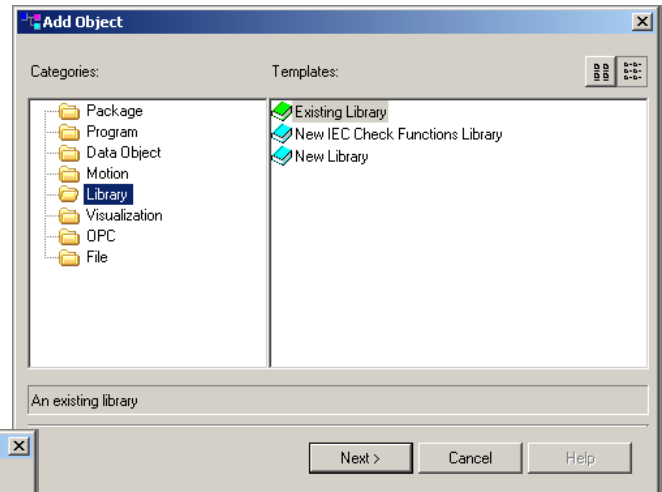 Add Object
Categories:
Templates:
Package
Program
Data Object
Motion
Library
Visualization
OPC
File
Existing Library
New IEC Check Functions Library
New Library
An existing library
Next >
Cancel
Help